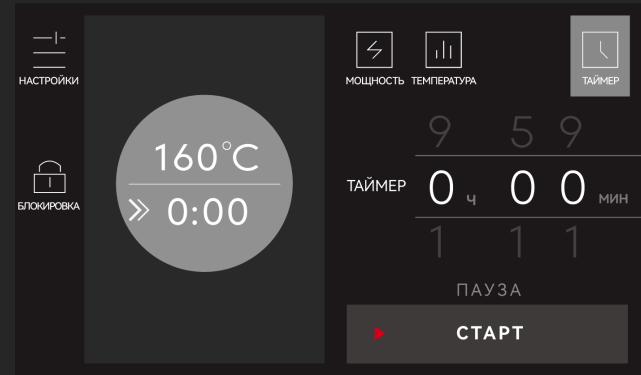 НАСТРОЙКИ
БЛОКИРОВКА
160°C
0:00
МОЩНОСТЬ ТЕМПЕРАТУРА ТАЙМЕР
9 5 9
ТАЙМЕР 0 ч 0 0 мин
1 1 1
ПАУЗА
СТАРТ